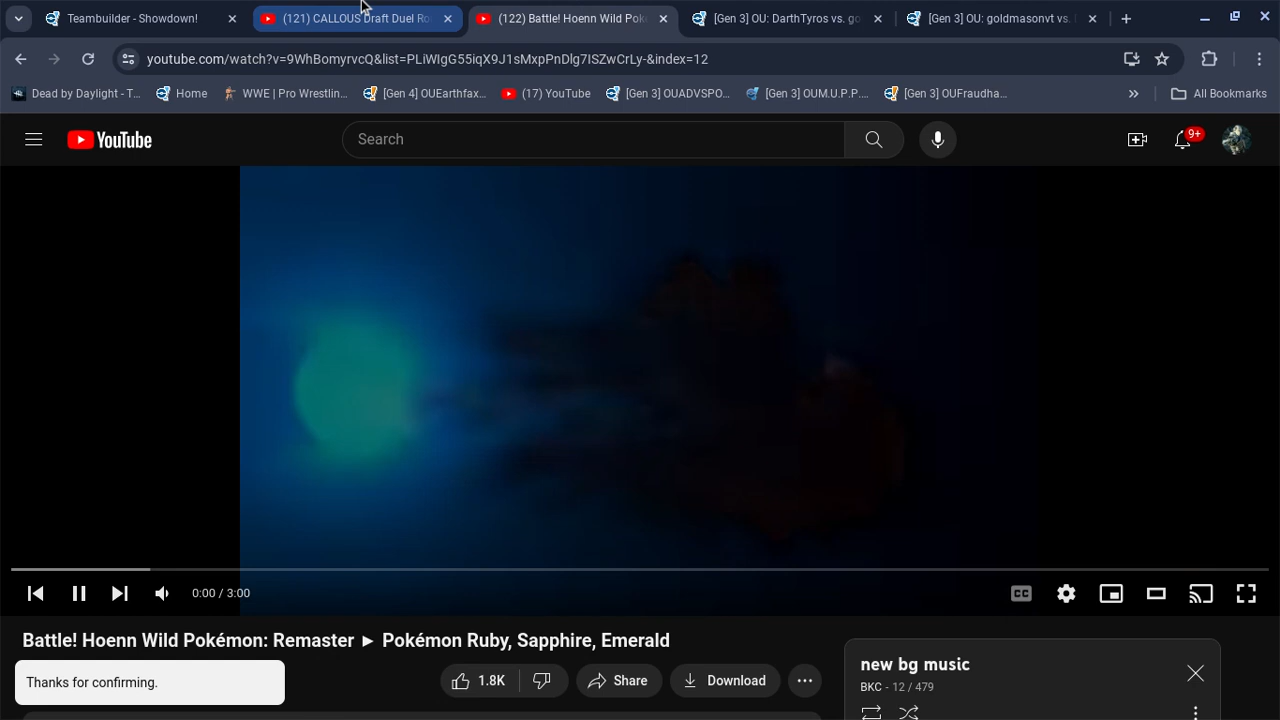 Teambuilder - Showdown!
(121) CALLOUS Draft Duel Ro
(122) Battle! Hoenn Wild Pok
[Gen 3] OU: DarthTyros vs. go
[Gen 3] OU: goldmasonvt vs.
youtube.com/watch?v=9WhBomyrvcQ&list=PLiWIgG55iqX9J1sMxpPnDlg7ISZwCrLy-&index=12
Dead by Daylight - T...
Home
WWE | Pro Wrestlin...
[Gen 4] OUEarthfax...
(17) YouTube
[Gen 3] OUADVSPO...
[Gen 3] OUM.U.P.P....
[Gen 3] OUFraudha...
All Bookmarks
YouTube
Search
9+
0:00 / 3:00
CC
Battle! Hoenn Wild Pokémon: Remaster ► Pokémon Ruby, Sapphire, Emerald
Thanks for confirming.
1.8K
Share
Download
new bg music
BKC - 12 / 479